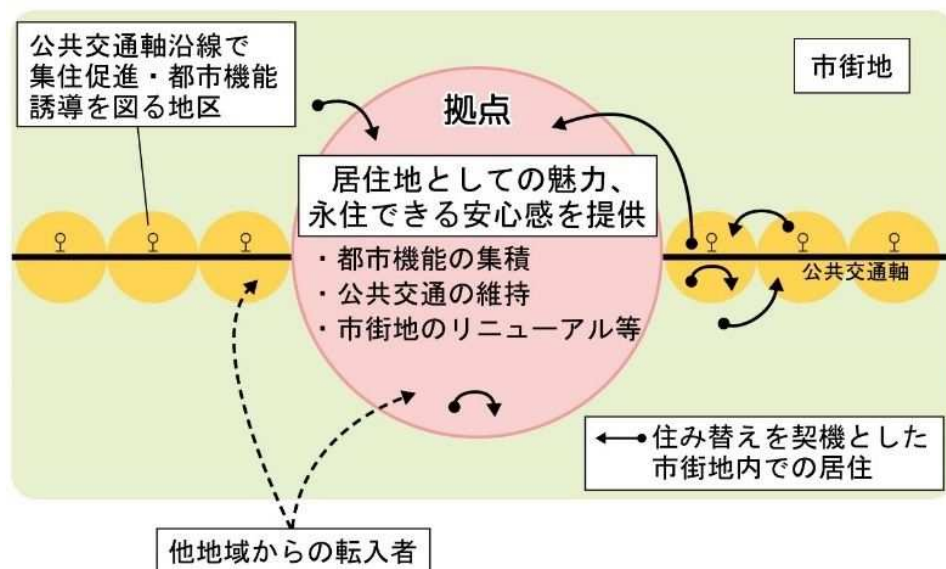 公共交通軸沿線で
集住促進・都市機能
誘導を図る地区
市街地
拠点
居住地としての魅力、
永住できる安心感を提供
・都市機能の集積
・公共交通の維持
・市街地のリニューアル等
公共交通軸
住み替えを契機とした
市街地内での居住
他地域からの転入者